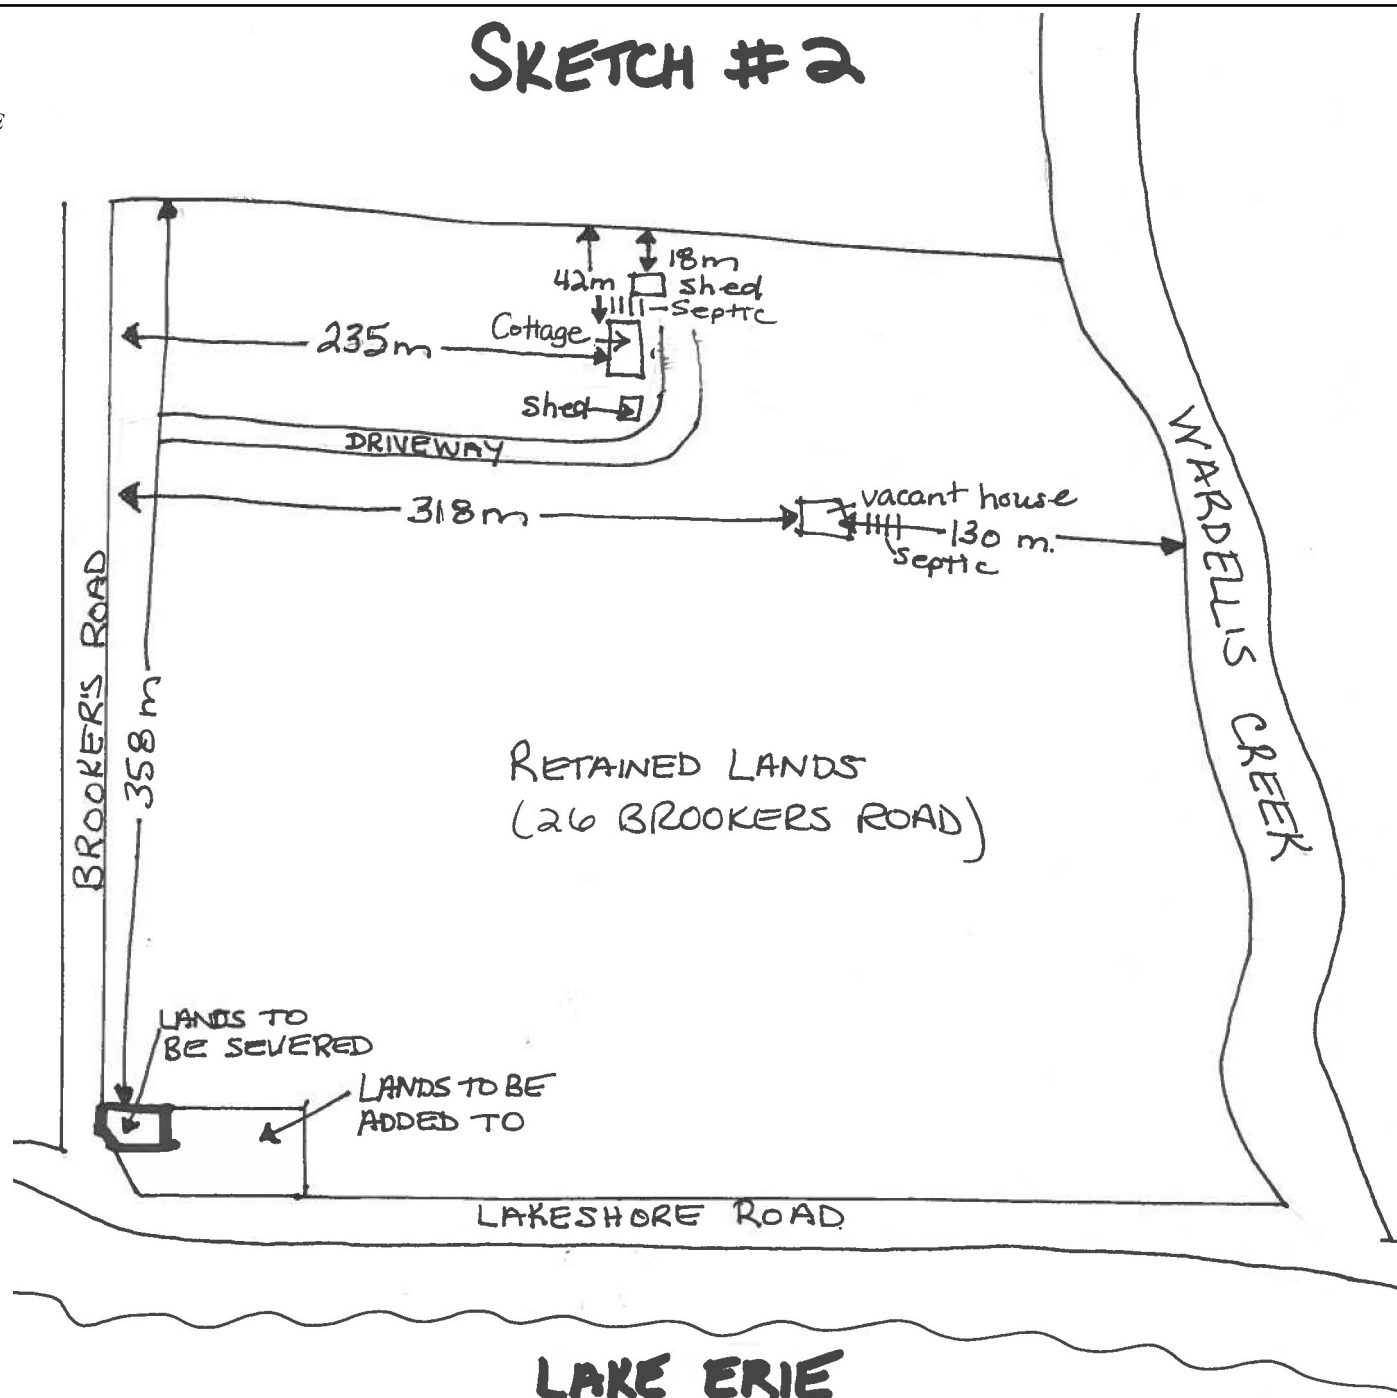 SKETCH #2
18m
42m
shed
septic
Cottage
235m
shed
DRIVEWAY
vacant house
318m
130 m.
septic
WARDELL'S CREEK
BROOKER'S ROAD
358m
RETAINED LANDS
(26 BROOKERS ROAD)
LANDS TO
BE SEVERED
LANDS TO BE
ADDED TO
LAKESHORE ROAD
LAKE ERIE